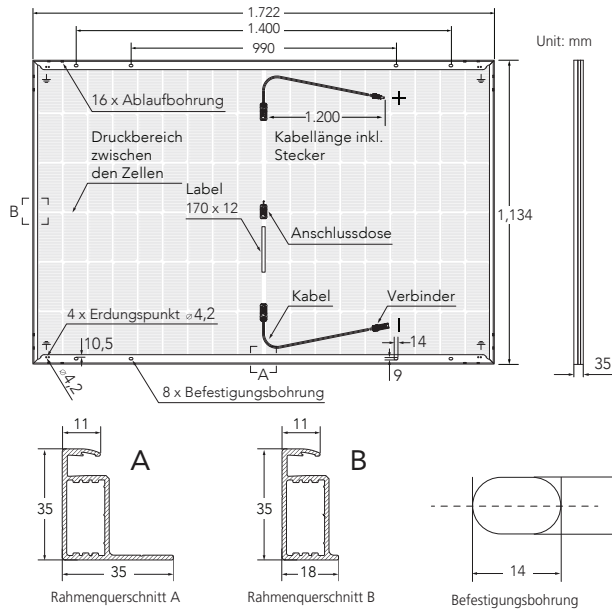 1.722
1.400
990
Unit: mm
16 x Ablaufbohrung
+
1.200
Druckbereich
zwischen
den Zellen
Kabellänge inkl.
Stecker
Label
170 x 12
B
1,134
Anschlussdose
Kabel
Verbinder
4 x Erdungspunkt ⌀4,2
10,5
14
⌀4,2
A
9
35
8 x Befestigungsbohrung
11
A
35
35
Rahmenquerschnitt A
11
B
35
18
Rahmenquerschnitt B
14
Befestigungsbohrung